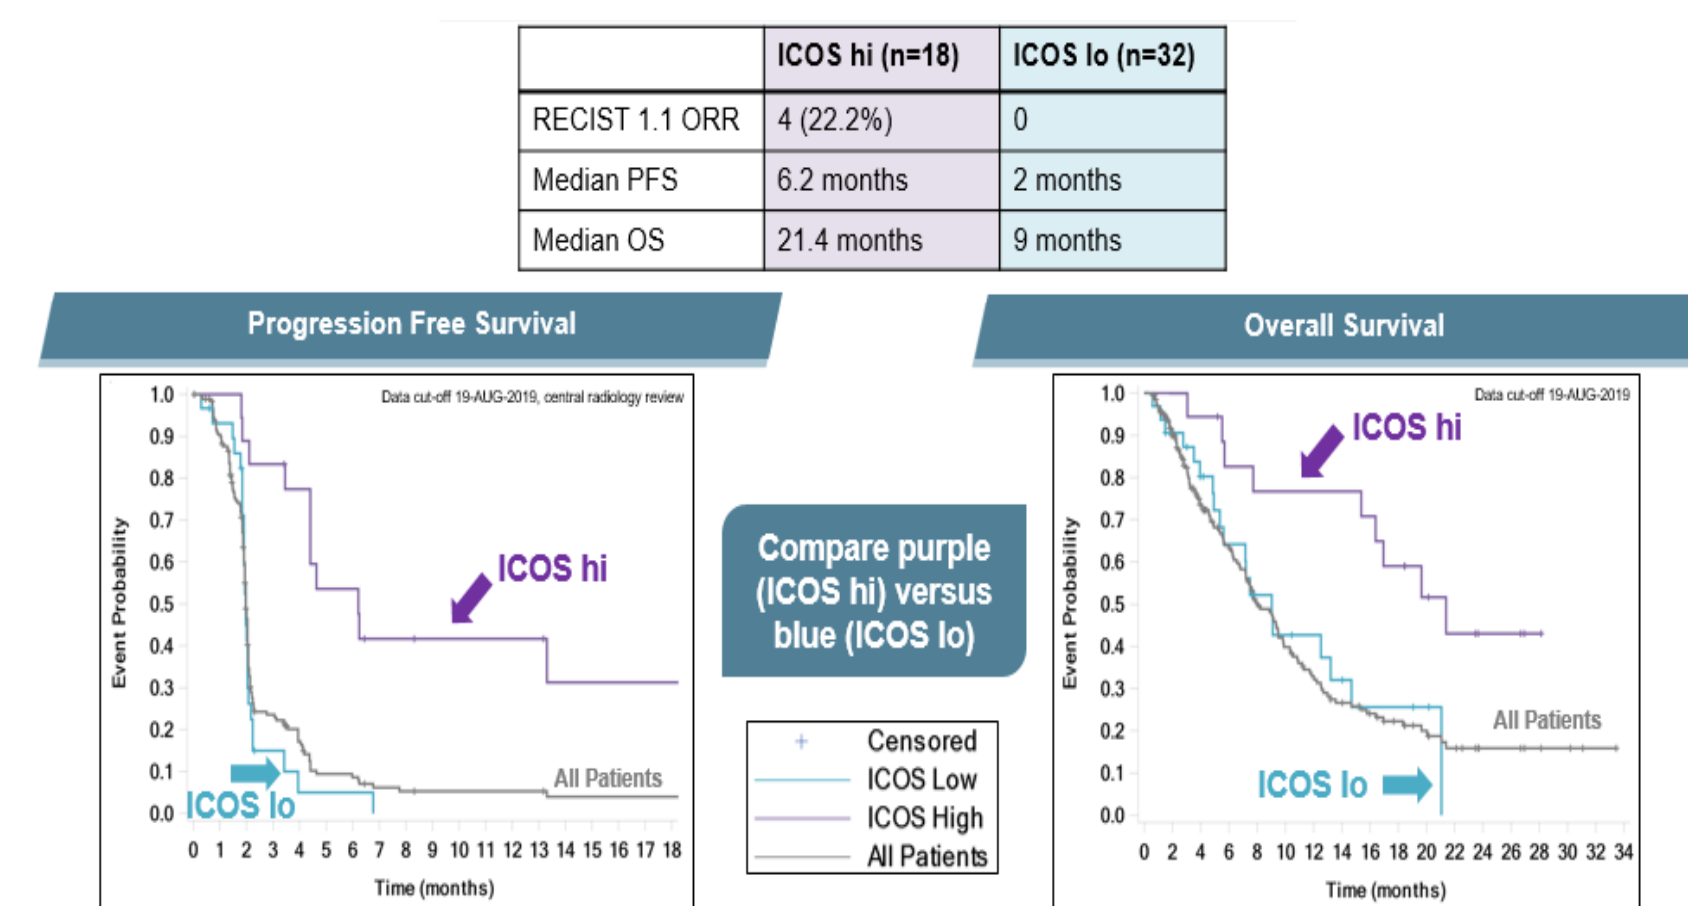 ICOS hi (n=18) ICOS lo (n=32)
RECIST 1.1 ORR 4 (22.2%) 0
Median PFS 6.2 months 2 months
Median OS 21.4 months 9 months
Progression Free Survival
Overall Survival
Data cut-off 19-AUG-2019, central radiology review
1.0
0.9
0.8
0.7
0.6
0.5
0.4
0.3
0.2
0.1
0.0
Event Probability
ICOS hi
All Patients
ICOS lo
0 1 2 3 4 5 6 7 8 9 10 11 12 13 14 15 16 17 18
Time (months)
Compare purple
(ICOS hi) versus
blue (ICOS lo)
Censored
ICOS Low
ICOS High
All Patients
Data cut-off 19-AUG-2019
1.0
0.9
0.8
0.7
0.6
0.5
0.4
0.3
0.2
0.1
0.0
Event Probability
ICOS hi
All Patients
ICOS lo
0 2 4 6 8 10 12 14 16 18 20 22 24 26 28 30 32 34
Time (months)